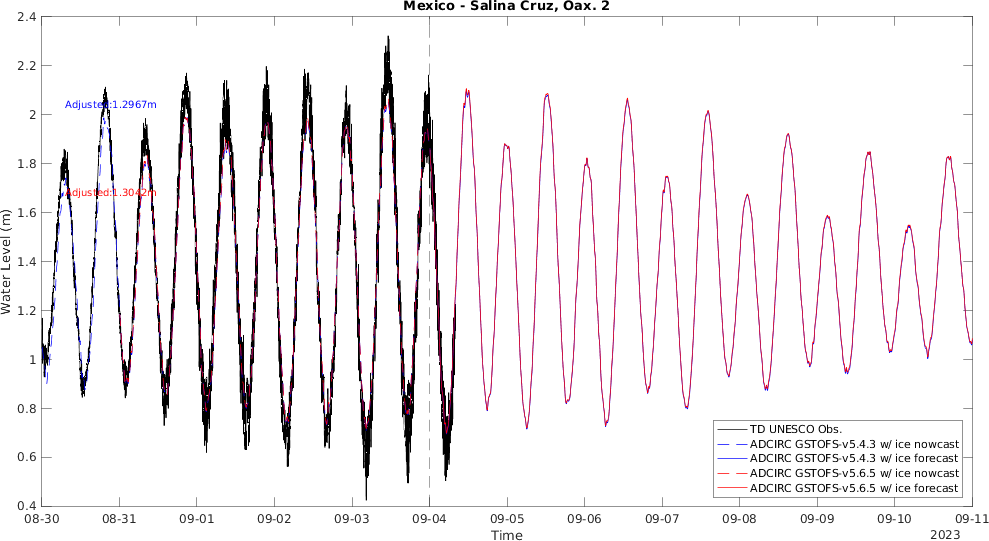 Mexico - Salina Cruz, Oax. 2
Water Level (m)
2.4
2.2
2
1.8
1.6
1.4
1.2
1
0.8
0.6
0.4
Adjusted:1.2967m
Adjusted:1.3042m
TD UNESCO Obs.
ADCIRC GSTOFS-v5.4.3 w/ ice nowcast
ADCIRC GSTOFS-v5.4.3 w/ ice forecast
ADCIRC GSTOFS-v5.6.5 w/ ice nowcast
ADCIRC GSTOFS-v5.6.5 w/ ice forecast
08-30 08-31 09-01 09-02 09-03 09-04 09-05 09-06 09-07 09-08 09-09 09-10 09-11
Time
2023